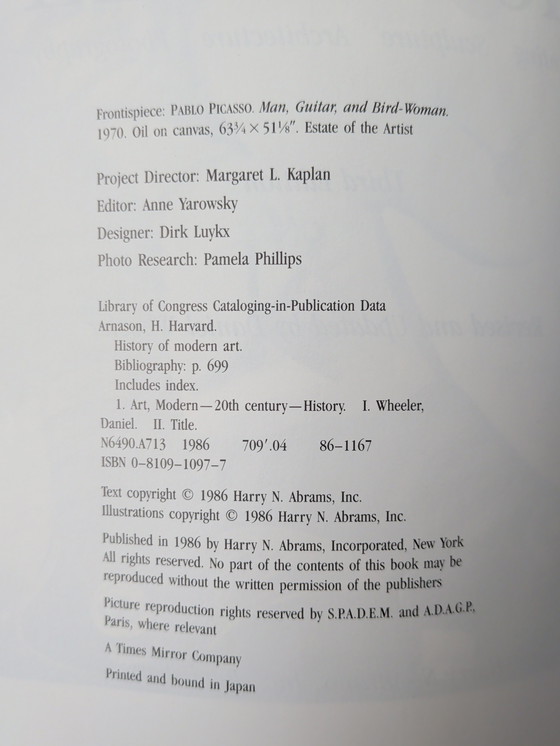 Frontispiece: PABLO PICASSO. Man, Guitar, and Bird-Woman.
1970. Oil on canvas, 63¾ × 51⅛″. Estate of the Artist
Project Director: Margaret L. Kaplan
Editor: Anne Yarowsky
Designer: Dirk Luykx
Photo Research: Pamela Phillips
Library of Congress Cataloging-in-Publication Data
Arnason, H. Harvard.
History of modern art.
Bibliography: p. 699
Includes index.
1. Art, Modern—20th century—History. I. Wheeler,
Daniel. II. Title.
N6490.A713 1986 709′.04 86–1167
ISBN 0–8109–1097–7
Text copyright © 1986 Harry N. Abrams, Inc.
Illustrations copyright © 1986 Harry N. Abrams, Inc.
Published in 1986 by Harry N. Abrams, Incorporated, New York
All rights reserved. No part of the contents of this book may be
reproduced without the written permission of the publishers
Picture reproduction rights reserved by S.P.A.D.E.M. and A.D.A.G.P.,
Paris, where relevant
A Times Mirror Company
Printed and bound in Japan